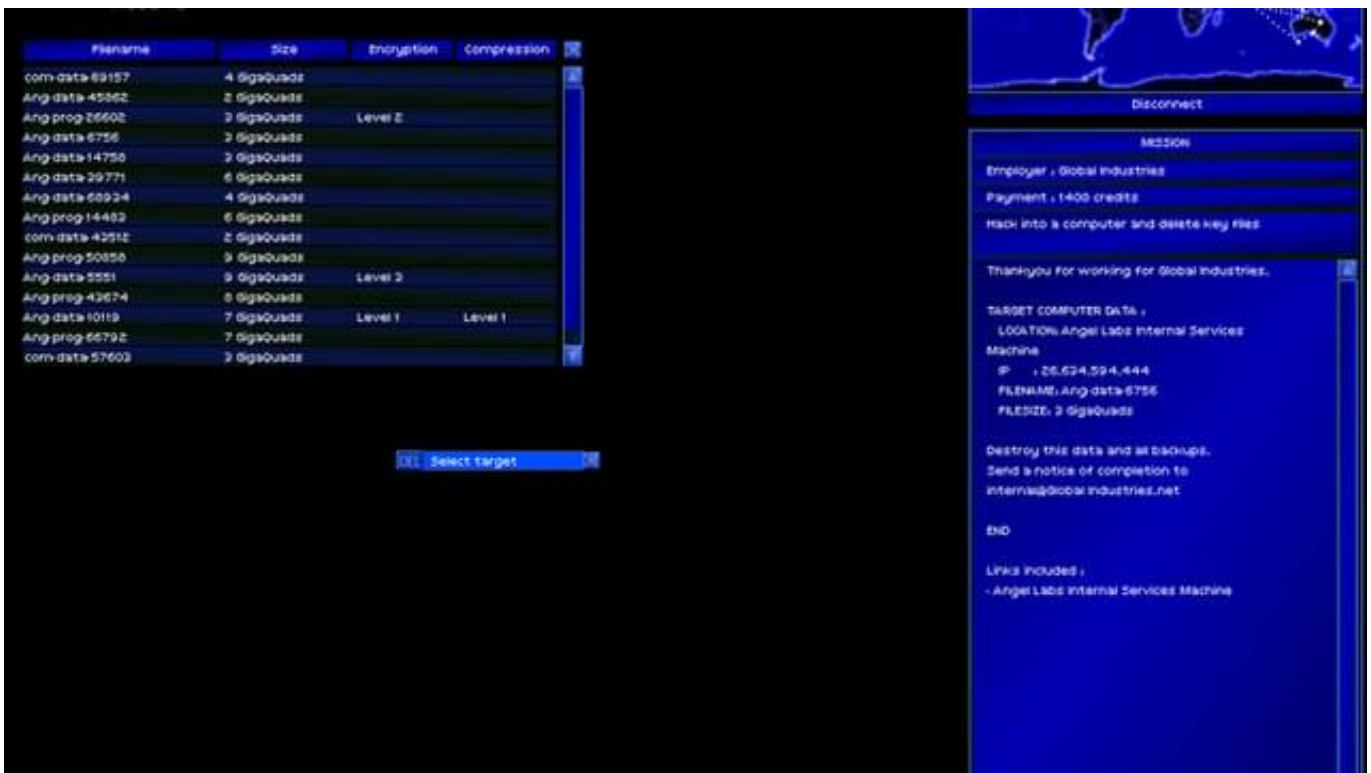 Filename Size Encryption Compression
com-data-69157 4 GigaQuads
Ang-data-45862 2 GigaQuads
Ang-prog-26602 3 GigaQuads Level 2
Ang-data-6756 3 GigaQuads
Ang-data-14758 3 GigaQuads
Ang-data-39771 6 GigaQuads
Ang-data-68934 4 GigaQuads
Ang-prog-14483 6 GigaQuads
com-data-43512 2 GigaQuads
Ang-prog-50858 9 GigaQuads
Ang-data-5551 9 GigaQuads Level 3
Ang-prog-43674 8 GigaQuads
Ang-data-10119 7 GigaQuads Level 1 Level 1
Ang-prog-66792 7 GigaQuads
com-data-57603 3 GigaQuads
DEL Select target
Disconnect
MISSION
Employer : Global Industries
Payment : 1400 credits
Hack into a computer and delete key files
Thankyou for working for Global Industries.
TARGET COMPUTER DATA :
LOCATION: Angel Labs Internal Services
Machine
IP : 26.634.594.444
FILENAME: Ang-data-6756
FILESIZE: 3 GigaQuads
Destroy this data and all backups.
Send a notice of completion to
internal@Global Industries.net
END
Links included :
- Angel Labs Internal Services Machine